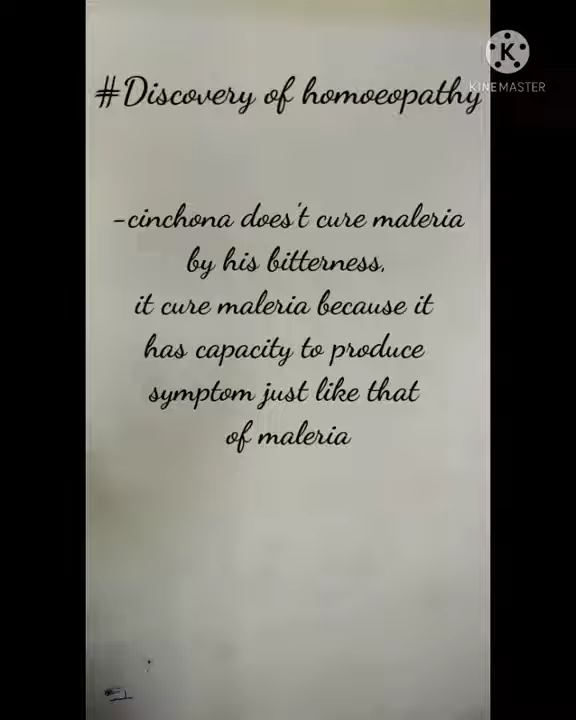 K
KINEMASTER
#Discovery of homoeopathy
-cinchona does't cure maleria
by his bitterness,
it cure maleria because it
has capacity to produce
symptom just like that
of maleria